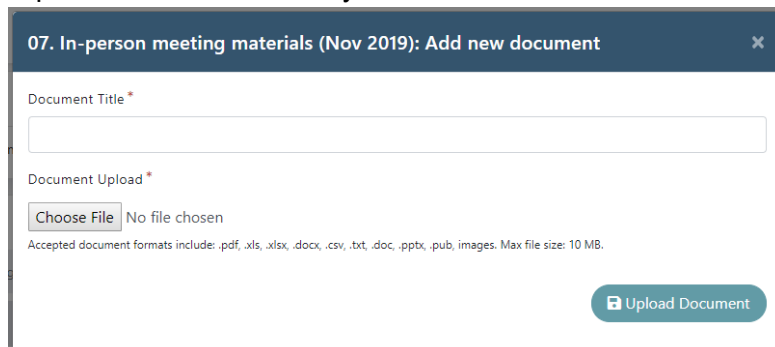 07. In-person meeting materials (Nov 2019): Add new document ×
Document Title *
Document Upload *
Choose File No file chosen
Accepted document formats include: .pdf, .xls, .xlsx, .docx, .csv, .txt, .doc, .pptx, .pub, images. Max file size: 10 MB.
Upload Document